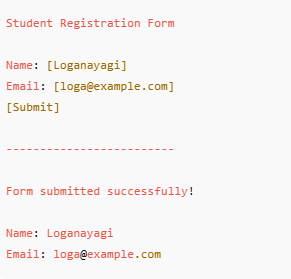 Student Registration Form
Name: [Loganayagi]
Email: [loga@example.com]
[Submit]
-------------------------
Form submitted successfully!
Name: Loganayagi
Email: loga@example.com